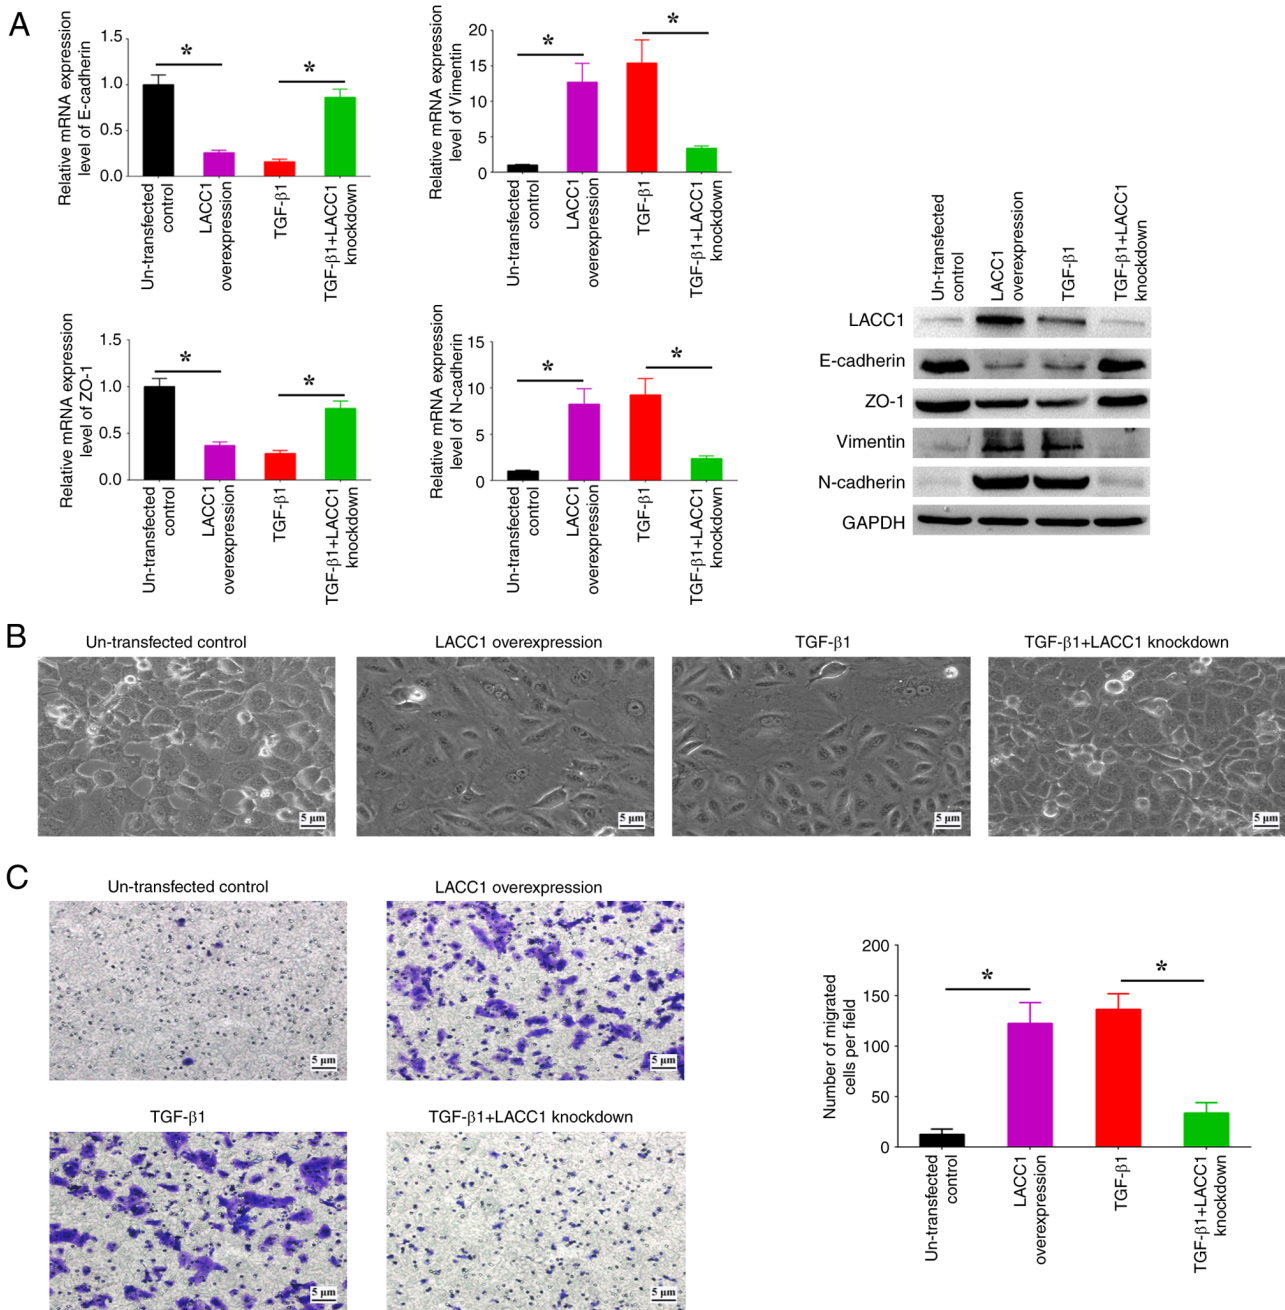 A
Relative mRNA expression
level of E-cadherin
1.5
1.0
0.5
0.0
*
*
Un-transfected
control
LACC1
overexpression
TGF-β1
TGF-β1+LACC1
knockdown
Relative mRNA expression
level of Vimentin
20
15
10
5
0
*
*
Un-transfected
control
LACC1
overexpression
TGF-β1
TGF-β1+LACC1
knockdown
Relative mRNA expression
level of ZO-1
1.5
1.0
0.5
0.0
*
*
Un-transfected
control
LACC1
overexpression
TGF-β1
TGF-β1+LACC1
knockdown
Relative mRNA expression
level of N-cadherin
15
10
5
0
*
*
Un-transfected
control
LACC1
overexpression
TGF-β1
TGF-β1+LACC1
knockdown
Un-transfected
control
LACC1
overexpression
TGF-β1
TGF-β1+LACC1
knockdown
LACC1
E-cadherin
ZO-1
Vimentin
N-cadherin
GAPDH
B
Un-transfected control
LACC1 overexpression
TGF-β1
TGF-β1+LACC1 knockdown
5 μm
5 μm
5 μm
5 μm
C
Un-transfected control
LACC1 overexpression
5 μm
5 μm
TGF-β1
TGF-β1+LACC1 knockdown
5 μm
5 μm
Number of migrated
cells per field
200
150
100
50
0
*
*
Un-transfected
control
LACC1
overexpression
TGF-β1
TGF-β1+LACC1
knockdown